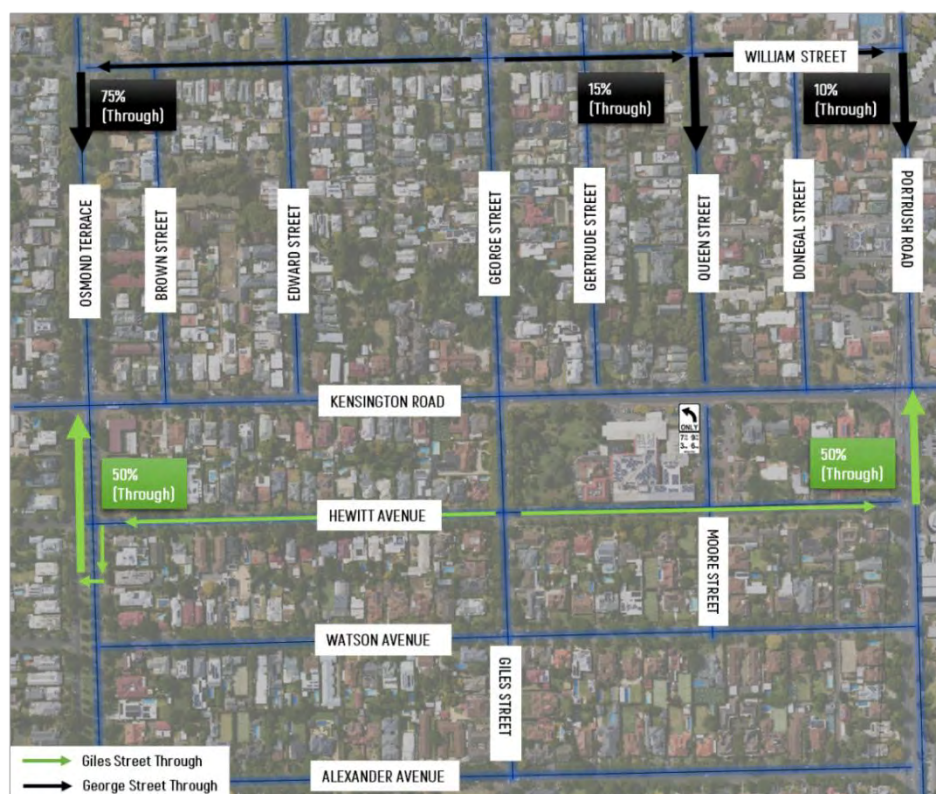 WILLIAM STREET
75%
(Through)
15%
(Through)
10%
(Through)
OSMOND TERRACE
BROWN STREET
EDWARD STREET
GEORGE STREET
GERTRUDE STREET
QUEEN STREET
DONEGAL STREET
PORTRUSH ROAD
KENSINGTON ROAD
ONLY
50%
(Through)
50%
(Through)
HEWITT AVENUE
MOORE STREET
WATSON AVENUE
GILES STREET
Giles Street Through
George Street Through
ALEXANDER AVENUE